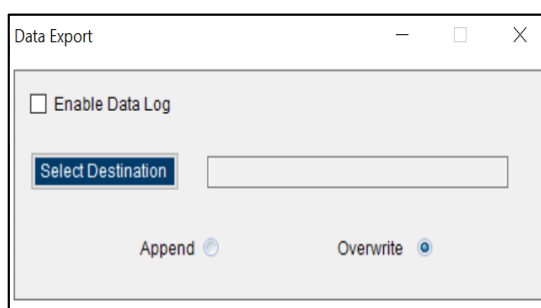 Data Export
Enable Data Log
Select Destination
Append Overwrite